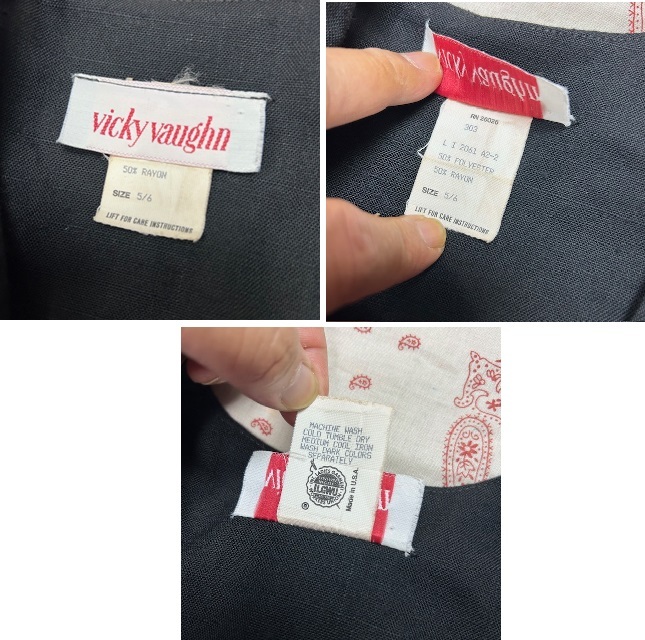 vicky vaughn
50% RAYON
SIZE 5/6
LIFT FOR CARE INSTRUCTIONS
vicky vaughn
RN 26026
303
L I 2061 A2-2
50% POLYESTER
50% RAYON
SIZE 5/6
LIFT FOR CARE INSTRUCTIONS
MACHINE WASH
COLD TUMBLE DRY
MEDIUM COOL IRON
WASH DARK COLORS
SEPARATELY
ILGWU
Made in U.S.A.
®